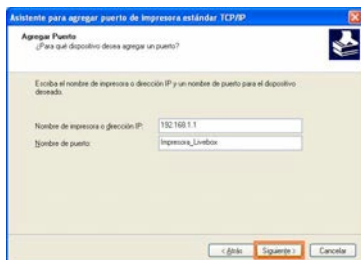 Asistente para agregar puerto de impresora estándar TCP/IP
Agregar Puerto
¿Para qué dispositivo desea agregar un puerto?
Escriba el nombre de impresora o dirección IP y un nombre de puerto para el dispositivo
deseado.
Nombre de impresora o dirección IP:
192.168.1.1
Nombre de puerto:
Impresora_Livebox
< Atrás
Siguiente >
Cancelar